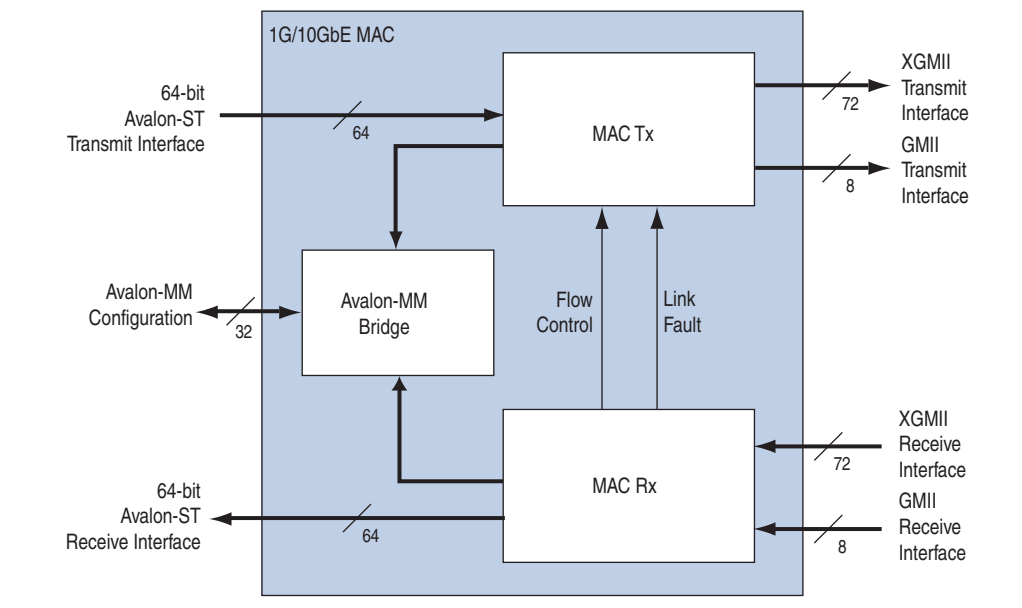 1G/10GbE MAC
64-bit
Avalon-ST
Transmit Interface
64
MAC Tx
72
XGMII
Transmit
Interface
8
GMII
Transmit
Interface
Avalon-MM
Configuration
32
Avalon-MM
Bridge
Flow
Control
Link
Fault
64-bit
Avalon-ST
Receive Interface
64
MAC Rx
72
XGMII
Receive
Interface
8
GMII
Receive
Interface